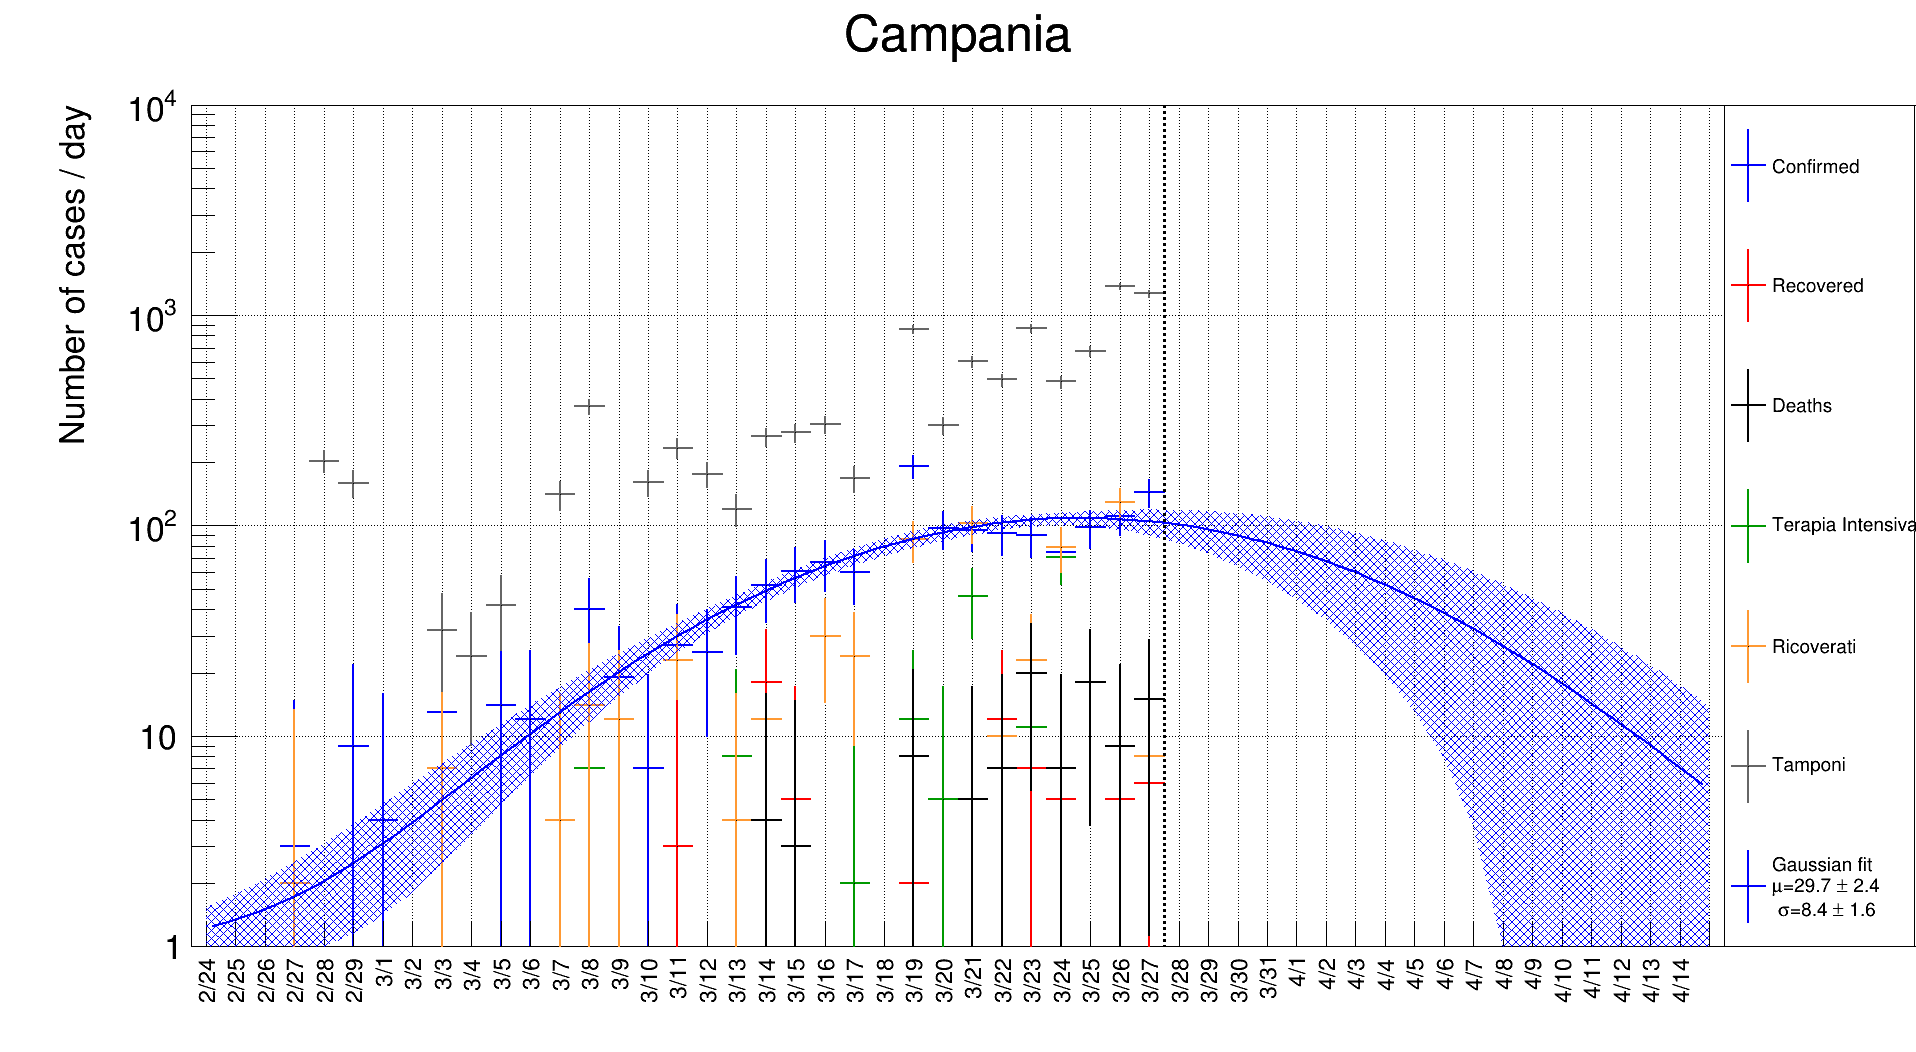 Campania
Number of cases / day
10⁴
10³
10²
10
1
2/24 2/25 2/26 2/27 2/28 2/29 3/1 3/2 3/3 3/4 3/5 3/6 3/7 3/8 3/9 3/10 3/11 3/12 3/13 3/14 3/15 3/16 3/17 3/18 3/19 3/20 3/21 3/22 3/23 3/24 3/25 3/26 3/27 3/28 3/29 3/30 3/31 4/1 4/2 4/3 4/4 4/5 4/6 4/7 4/8 4/9 4/10 4/11 4/12 4/13 4/14
Confirmed
Recovered
Deaths
Terapia Intensiva
Ricoverati
Tamponi
Gaussian fit
μ=29.7 ± 2.4
σ=8.4 ± 1.6